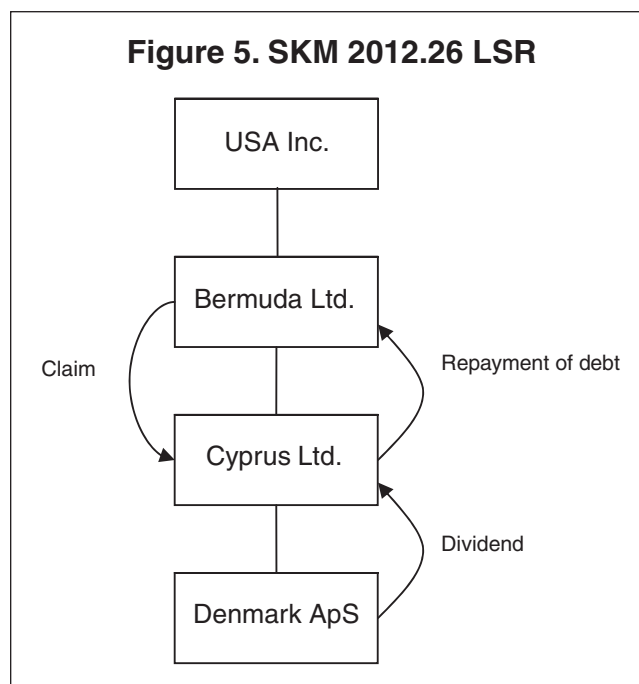 Figure 5. SKM 2012.26 LSR
USA Inc.
Bermuda Ltd.
Claim
Repayment of debt
Cyprus Ltd.
Dividend
Denmark ApS